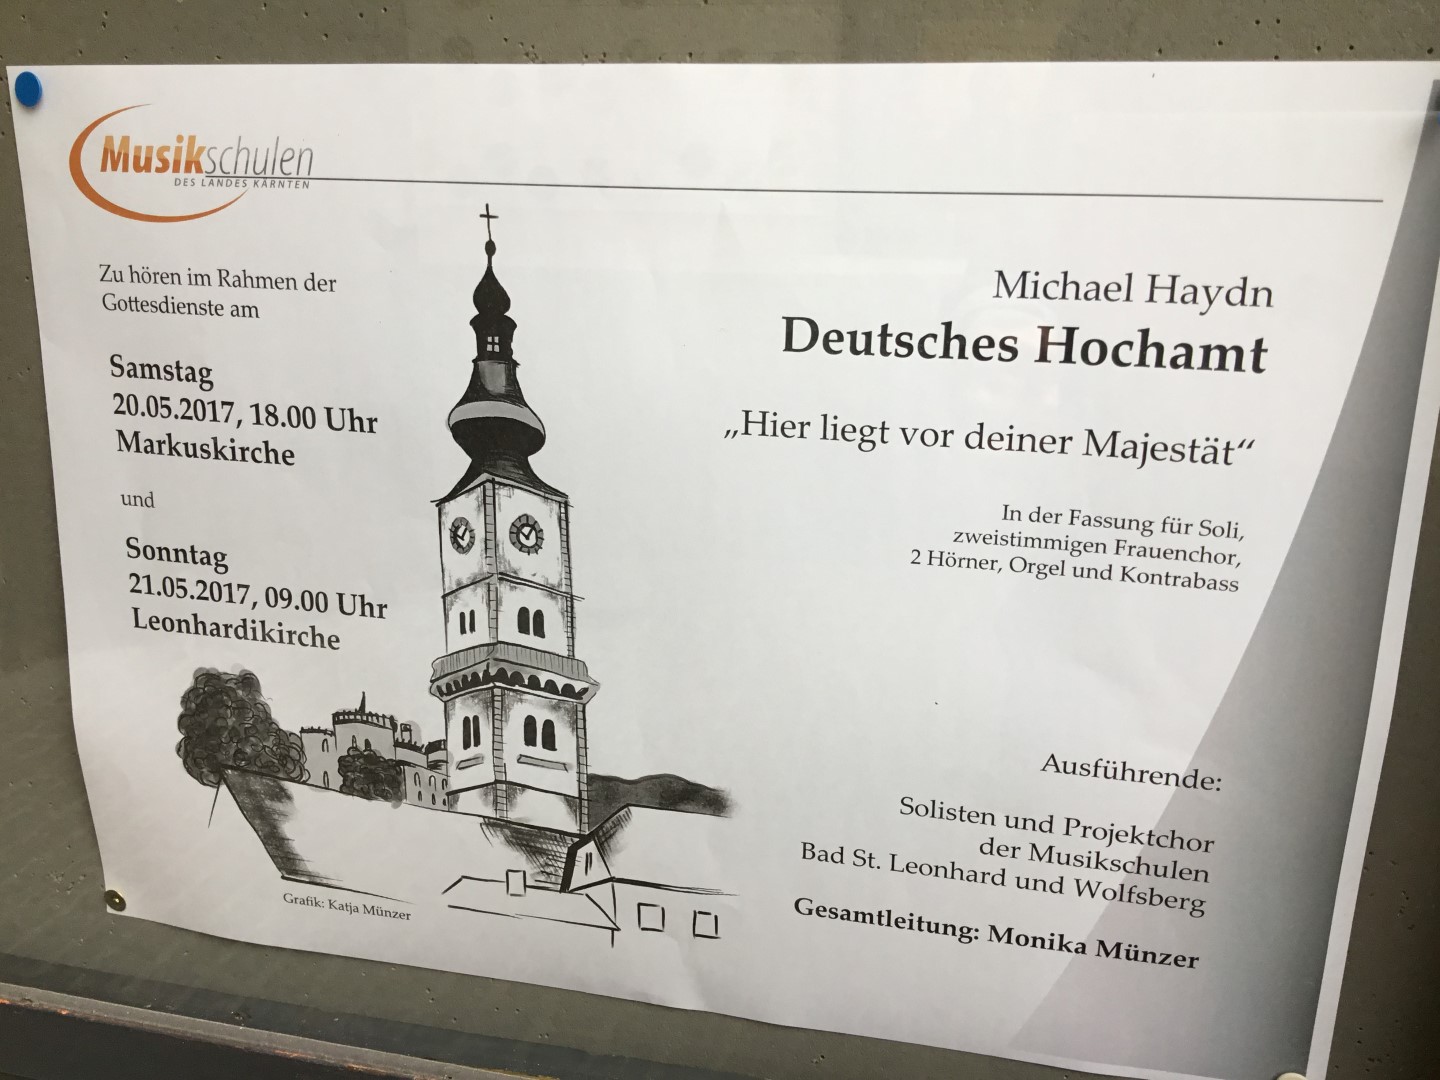 Musikschulen
DES LANDES KÄRNTEN
Zu hören im Rahmen der
Gottesdienste am
Samstag
20.05.2017, 18.00 Uhr
Markuskirche
und
Sonntag
21.05.2017, 09.00 Uhr
Leonhardikirche
Grafik: Katja Münzer
Michael Haydn
Deutsches Hochamt
„Hier liegt vor deiner Majestät“
In der Fassung für Soli,
zweistimmigen Frauenchor,
2 Hörner, Orgel und Kontrabass
Ausführende:
Solisten und Projektchor
der Musikschulen
Bad St. Leonhard und Wolfsberg
Gesamtleitung: Monika Münzer